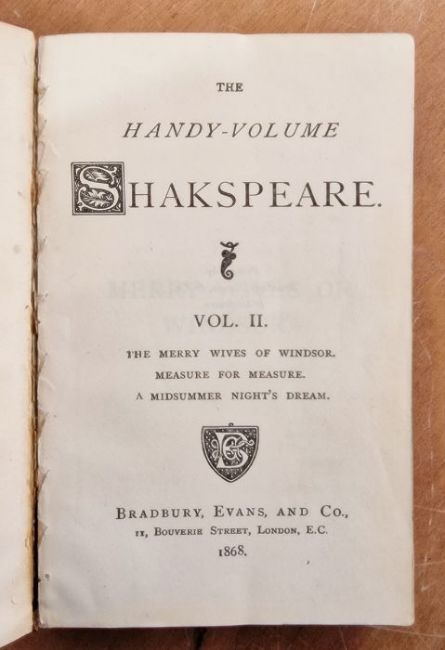 THE
HANDY-VOLUME
SHAKSPEARE.
VOL. II.
THE MERRY WIVES OF WINDSOR.
MEASURE FOR MEASURE.
A MIDSUMMER NIGHT'S DREAM.
BRADBURY, EVANS, AND CO.,
11, BOUVERIE STREET, LONDON, E.C.
1868.